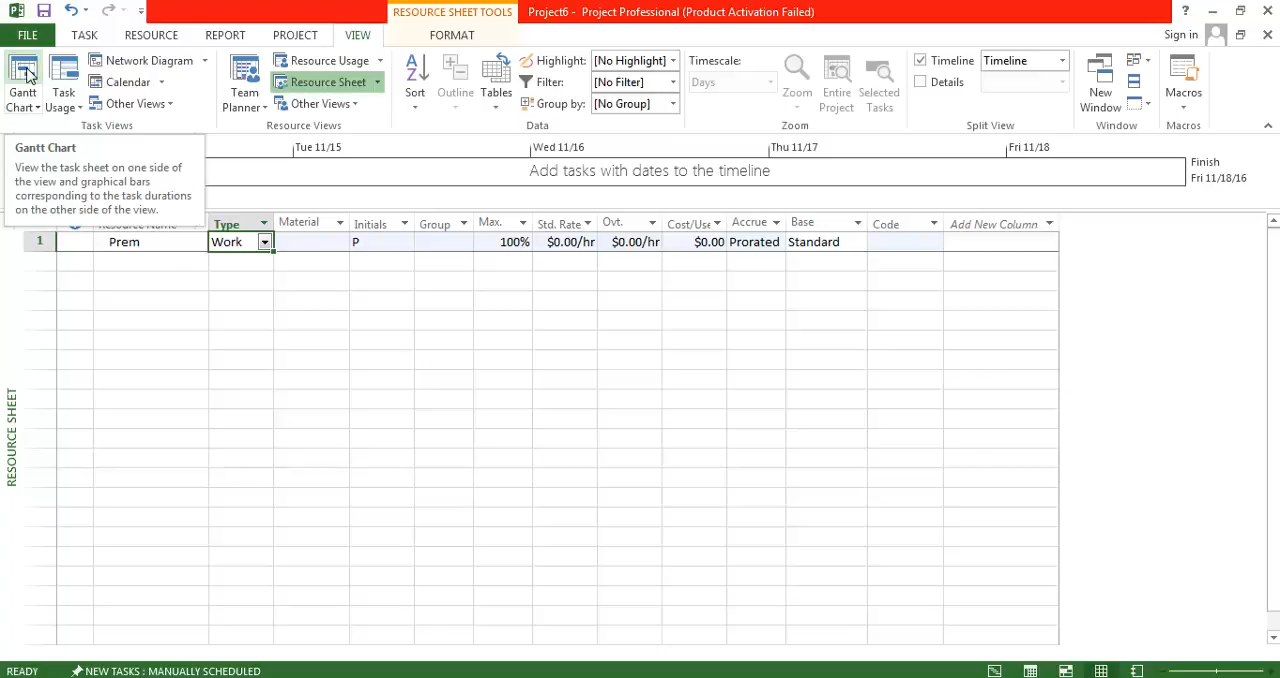 RESOURCE SHEET TOOLS
Project6 - Project Professional (Product Activation Failed)
FILE TASK RESOURCE REPORT PROJECT VIEW FORMAT Sign in
Gantt Chart
Task Usage
Network Diagram
Calendar
Other Views
Task Views
Team Planner
Resource Usage
Resource Sheet
Other Views
Resource Views
Sort
Outline
Tables
Highlight: [No Highlight]
Filter: [No Filter]
Group by: [No Group]
Data
Timescale:
Days
Zoom
Entire Project
Selected Tasks
Zoom
Timeline Timeline
Details
Split View
New Window
Window
Macros
Macros
Gantt Chart
View the task sheet on one side of
the view and graphical bars
corresponding to the task durations
on the other side of the view.
Tue 11/15 Wed 11/16 Thu 11/17 Fri 11/18
Add tasks with dates to the timeline
Finish
Fri 11/18/16
Resource Name Type Material Initials Group Max. Std. Rate Ovt. Cost/Use Accrue Base Code Add New Column
1 Prem Work P 100% $0.00/hr $0.00/hr $0.00 Prorated Standard
RESOURCE SHEET
READY NEW TASKS : MANUALLY SCHEDULED